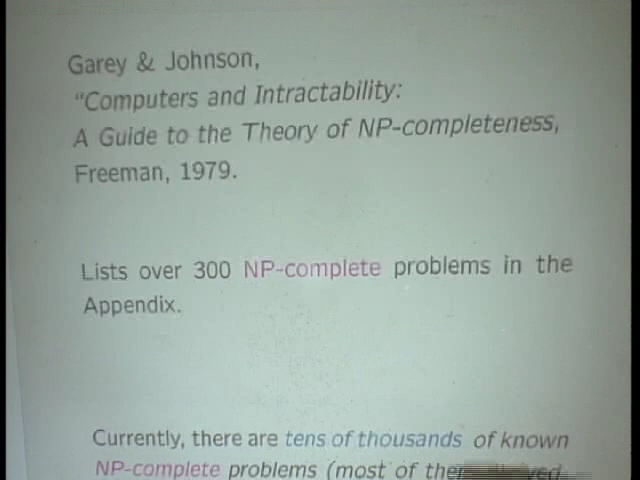 Garey & Johnson,
"Computers and Intractability:
A Guide to the Theory of NP-completeness,
Freeman, 1979.
Lists over 300 NP-complete problems in the
Appendix.
Currently, there are tens of thousands of known
NP-complete problems (most of